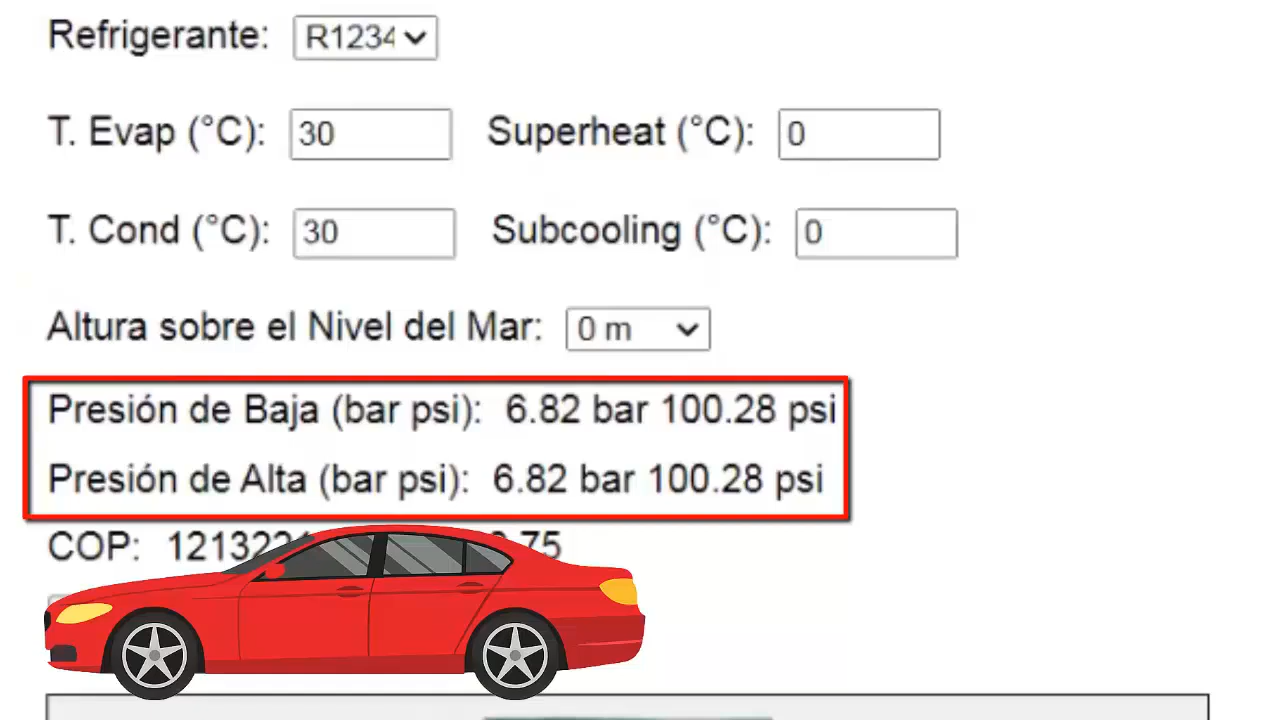 Refrigerante: R1234
T. Evap (°C): 30 Superheat (°C): 0
T. Cond (°C): 30 Subcooling (°C): 0
Altura sobre el Nivel del Mar: 0 m
Presión de Baja (bar psi): 6.82 bar 100.28 psi
Presión de Alta (bar psi): 6.82 bar 100.28 psi
COP: